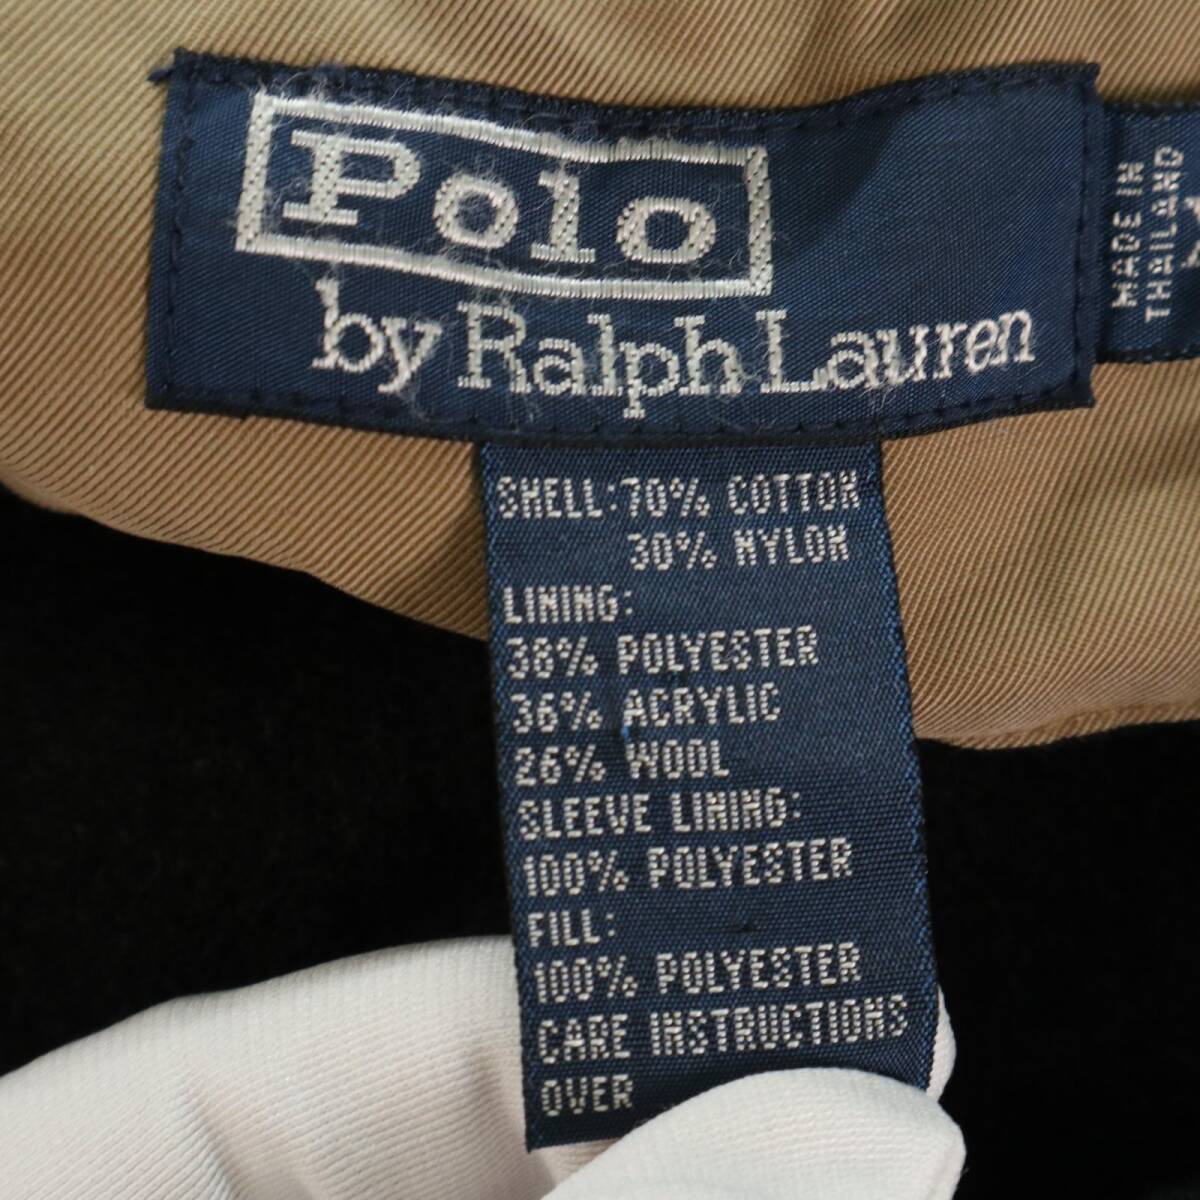 Polo
by Ralph Lauren
MADE IN
THAILAND
SHELL: 70% COTTON
30% NYLON
LINING:
38% POLYESTER
36% ACRYLIC
26% WOOL
SLEEVE LINING:
100% POLYESTER
FILL:
100% POLYESTER
CARE INSTRUCTIONS
OVER